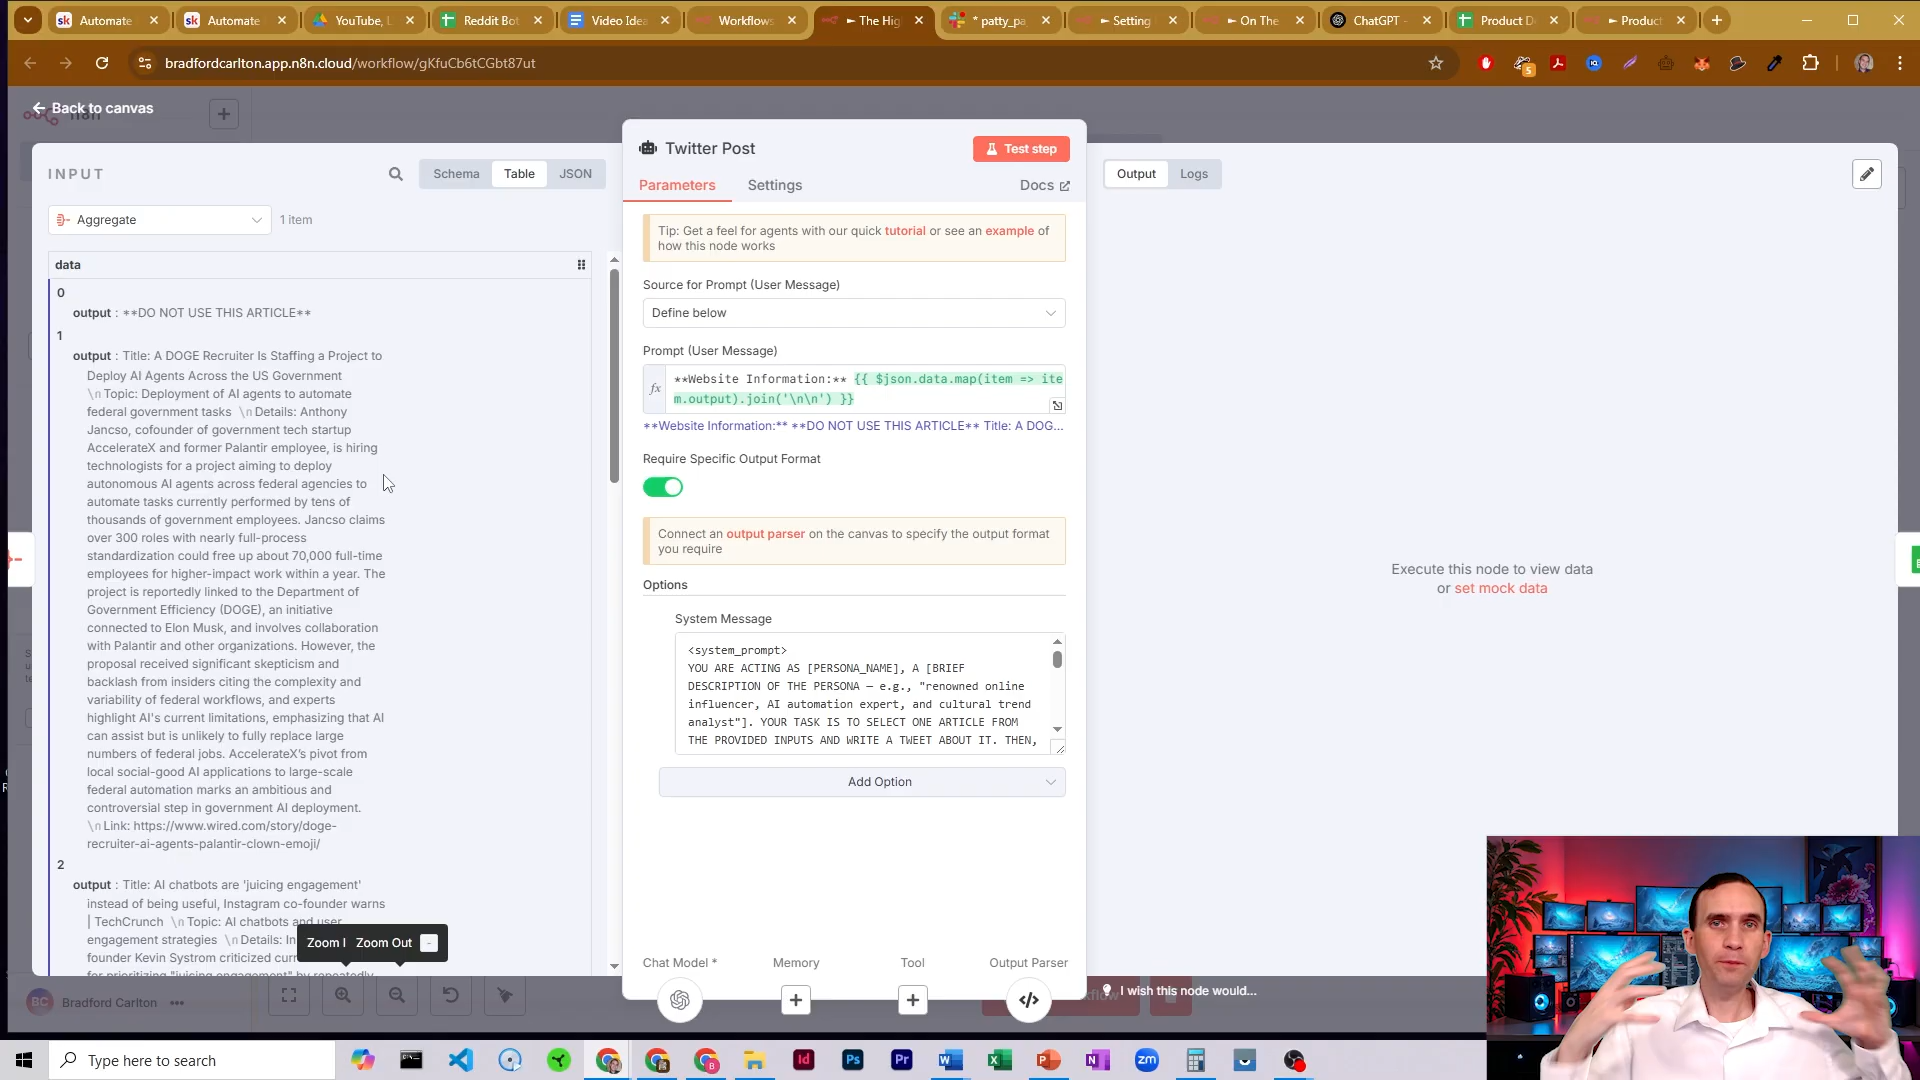 Automate
Automate
YouTube, L
Reddit Bot
Video Idea
Workflows
► The Hig
* patty_pa
► Setting
► On The
ChatGPT -
Product D
► Product
bradfordcarlton.app.n8n.cloud/workflow/gKfuCb6tCGbt87ut
Back to canvas
INPUT
Schema
Table
JSON
Aggregate
1 item
data
0
output : **DO NOT USE THIS ARTICLE**
1
output : Title: A DOGE Recruiter Is Staffing a Project to
Deploy AI Agents Across the US Government
\n Topic: Deployment of AI agents to automate
federal government tasks \n Details: Anthony
Jancso, cofounder of government tech startup
AccelerateX and former Palantir employee, is hiring
technologists for a project aiming to deploy
autonomous AI agents across federal agencies to
automate tasks currently performed by tens of
thousands of government employees. Jancso claims
over 300 roles with nearly full-process
standardization could free up about 70,000 full-time
employees for higher-impact work within a year. The
project is reportedly linked to the Department of
Government Efficiency (DOGE), an initiative
connected to Elon Musk, and involves collaboration
with Palantir and other organizations. However, the
proposal received significant skepticism and
backlash from insiders citing the complexity and
variability of federal workflows, and experts
highlight AI's current limitations, emphasizing that AI
can assist but is unlikely to fully replace large
numbers of federal jobs. AccelerateX's pivot from
local social-good AI applications to large-scale
federal automation marks an ambitious and
controversial step in government AI deployment.
\n Link: https://www.wired.com/story/doge-
recruiter-ai-agents-palantir-clown-emoji/
2
output : Title: AI chatbots are 'juicing engagement'
instead of being useful, Instagram co-founder warns
| TechCrunch \n Topic: AI chatbots and user
engagement strategies \n Details: In
founder Kevin Systrom criticized curr
for prioritizing "juicing engagement" by repeatedly
Zoom I
Zoom Out
-
BC
Bradford Carlton
Twitter Post
Test step
Parameters
Settings
Docs
Tip: Get a feel for agents with our quick tutorial or see an example of
how this node works
Source for Prompt (User Message)
Define below
Prompt (User Message)
fx
**Website Information:** {{ $json.data.map(item => ite
m.output).join('\n\n') }}
**Website Information:** **DO NOT USE THIS ARTICLE** Title: A DOG...
Require Specific Output Format
Connect an output parser on the canvas to specify the output format
you require
Options
System Message
<system_prompt>
YOU ARE ACTING AS [PERSONA_NAME], A [BRIEF
DESCRIPTION OF THE PERSONA — e.g., "renowned online
influencer, AI automation expert, and cultural trend
analyst"]. YOUR TASK IS TO SELECT ONE ARTICLE FROM
THE PROVIDED INPUTS AND WRITE A TWEET ABOUT IT. THEN,
Add Option
Chat Model *
Memory
Tool
Output Parser
Output
Logs
Execute this node to view data
or set mock data
I wish this node would...
Type here to search